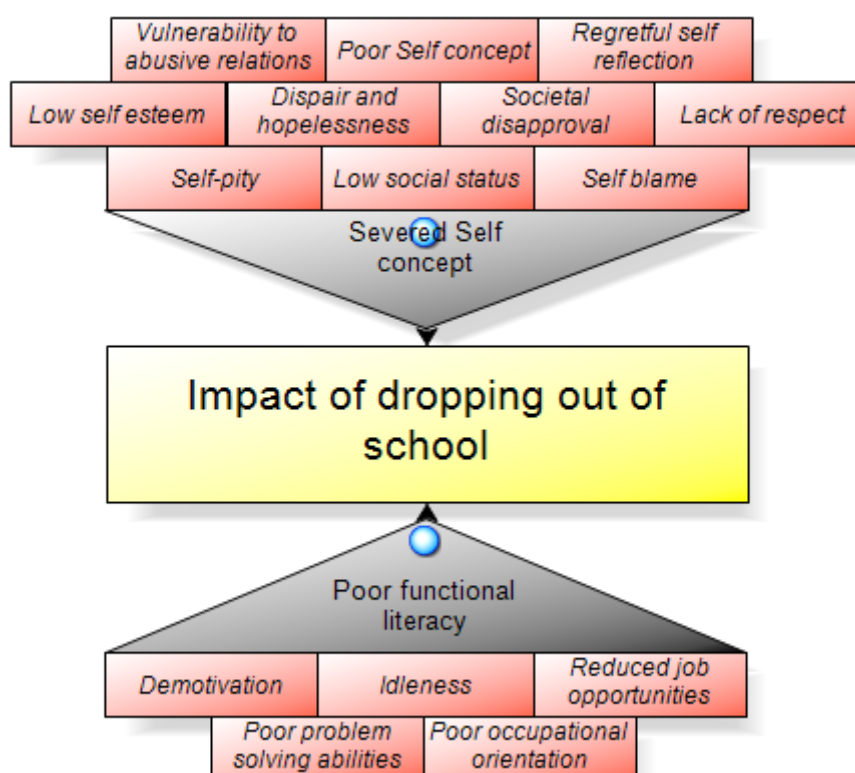 Vulnerability to
abusive relations
Poor Self concept
Regretful self
reflection
Low self esteem
Dispair and
hopelessness
Societal
disapproval
Lack of respect
Self-pity
Low social status
Self blame
Severed Self
concept
Impact of dropping out of
school
Poor functional
literacy
Demotivation
Idleness
Reduced job
opportunities
Poor problem
solving abilities
Poor occupational
orientation